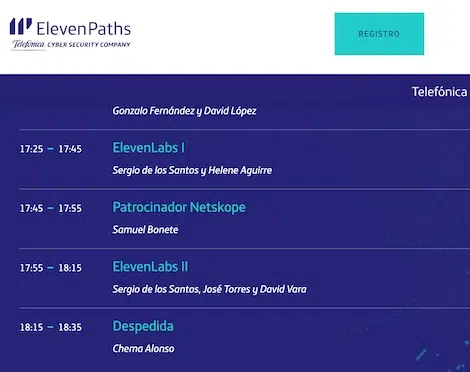 ElevenPaths
Telefónica CYBER SECURITY COMPANY
REGISTRO
Telefónica
Gonzalo Fernández y David López
17:25 – 17:45 ElevenLabs I
Sergio de los Santos y Helene Aguirre
17:45 – 17:55 Patrocinador Netskope
Samuel Bonete
17:55 – 18:15 ElevenLabs II
Sergio de los Santos, José Torres y David Vara
18:15 – 18:35 Despedida
Chema Alonso